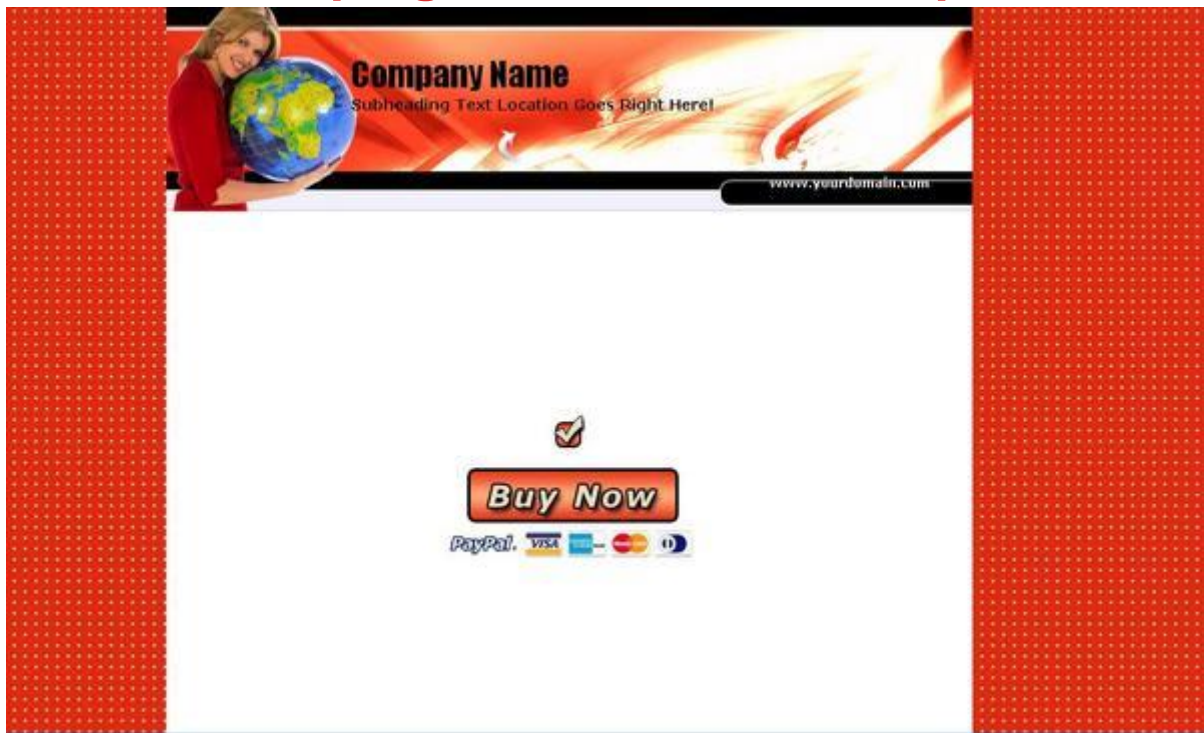 Company Name
Subheading Text Location Goes Right Here!
www.yourdomain.com
Buy Now
PayPal. VISA